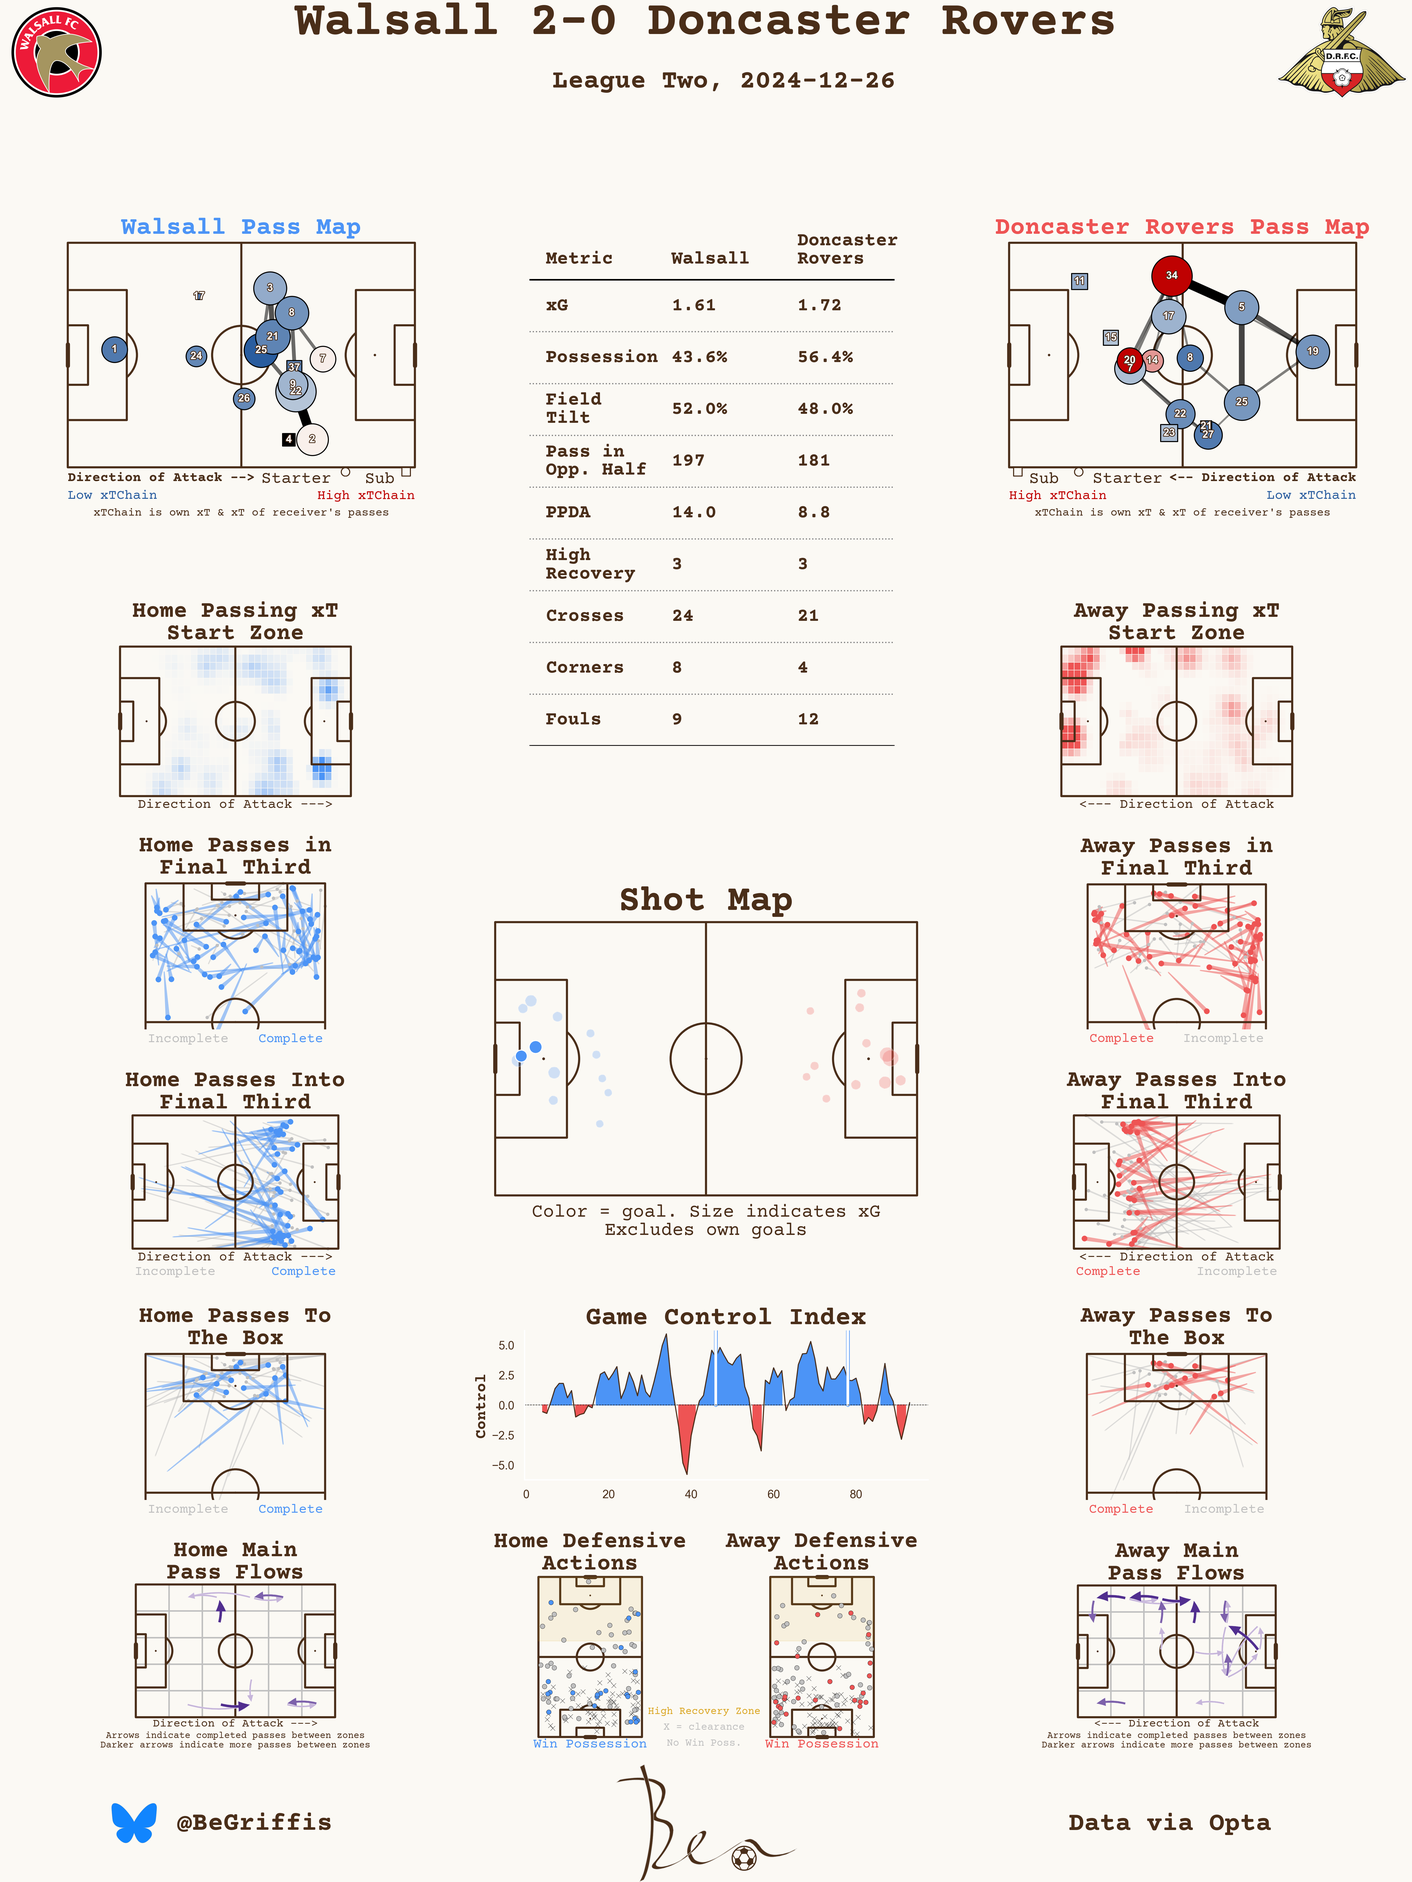 Walsall 2-0 Doncaster Rovers
League Two, 2024-12-26
WALSALL FC
D.R.F.C.
Walsall Pass Map
3
8
17
21
25
1
24
7
37
9
22
26
4
2
Direction of Attack --> Starter Sub
Low xTChain High xTChain
xTChain is own xT & xT of receiver's passes
Metric Walsall Doncaster Rovers
xG 1.61 1.72
Possession 43.6% 56.4%
Field Tilt 52.0% 48.0%
Pass in Opp. Half 197 181
PPDA 14.0 8.8
High Recovery 3 3
Crosses 24 21
Corners 8 4
Fouls 9 12
Doncaster Rovers Pass Map
34
11
5
17
15
20
14
8
19
7
25
22
21
23
27
Sub Starter <-- Direction of Attack
High xTChain Low xTChain
xTChain is own xT & xT of receiver's passes
Home Passing xT
Start Zone
Direction of Attack --->
Away Passing xT
Start Zone
<--- Direction of Attack
Home Passes in
Final Third
Incomplete Complete
Away Passes in
Final Third
Complete Incomplete
Shot Map
Color = goal. Size indicates xG
Excludes own goals
Home Passes Into
Final Third
Direction of Attack --->
Incomplete Complete
Away Passes Into
Final Third
<--- Direction of Attack
Complete Incomplete
Home Passes To
The Box
Incomplete Complete
Game Control Index
Control
5.0
2.5
0.0
−2.5
−5.0
0 20 40 60 80
Away Passes To
The Box
Complete Incomplete
Home Main
Pass Flows
Direction of Attack --->
Arrows indicate completed passes between zones
Darker arrows indicate more passes between zones
Home Defensive
Actions
Win Possession
High Recovery Zone
X = clearance
No Win Poss.
Away Defensive
Actions
Win Possession
Away Main
Pass Flows
<--- Direction of Attack
Arrows indicate completed passes between zones
Darker arrows indicate more passes between zones
@BeGriffis
Ben
Data via Opta